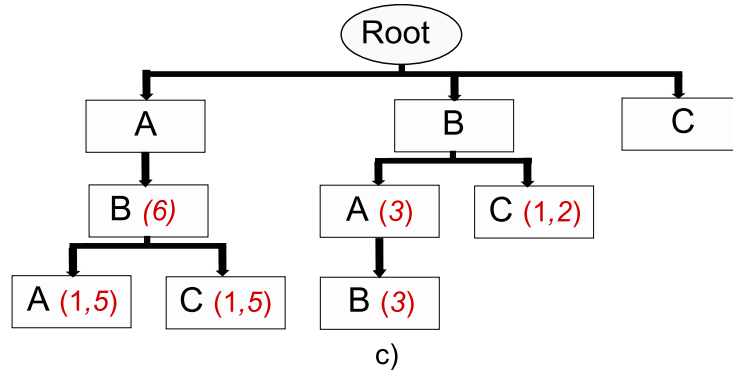 Root
A B C
B (6) A (3) C (1,2)
A (1,5) C (1,5) B (3)
c)